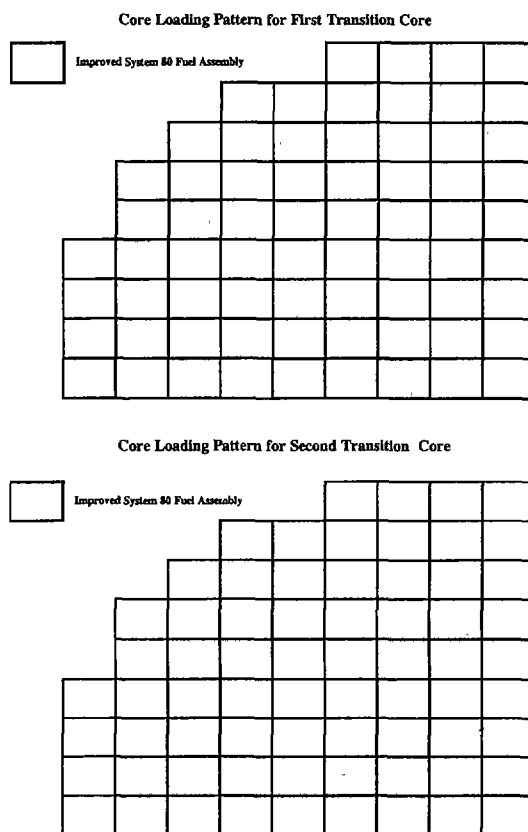 Core Loading Pattern for First Transition Core
Improved System 80 Fuel Assembly
Core Loading Pattern for Second Transition Core
Improved System 80 Fuel Assembly